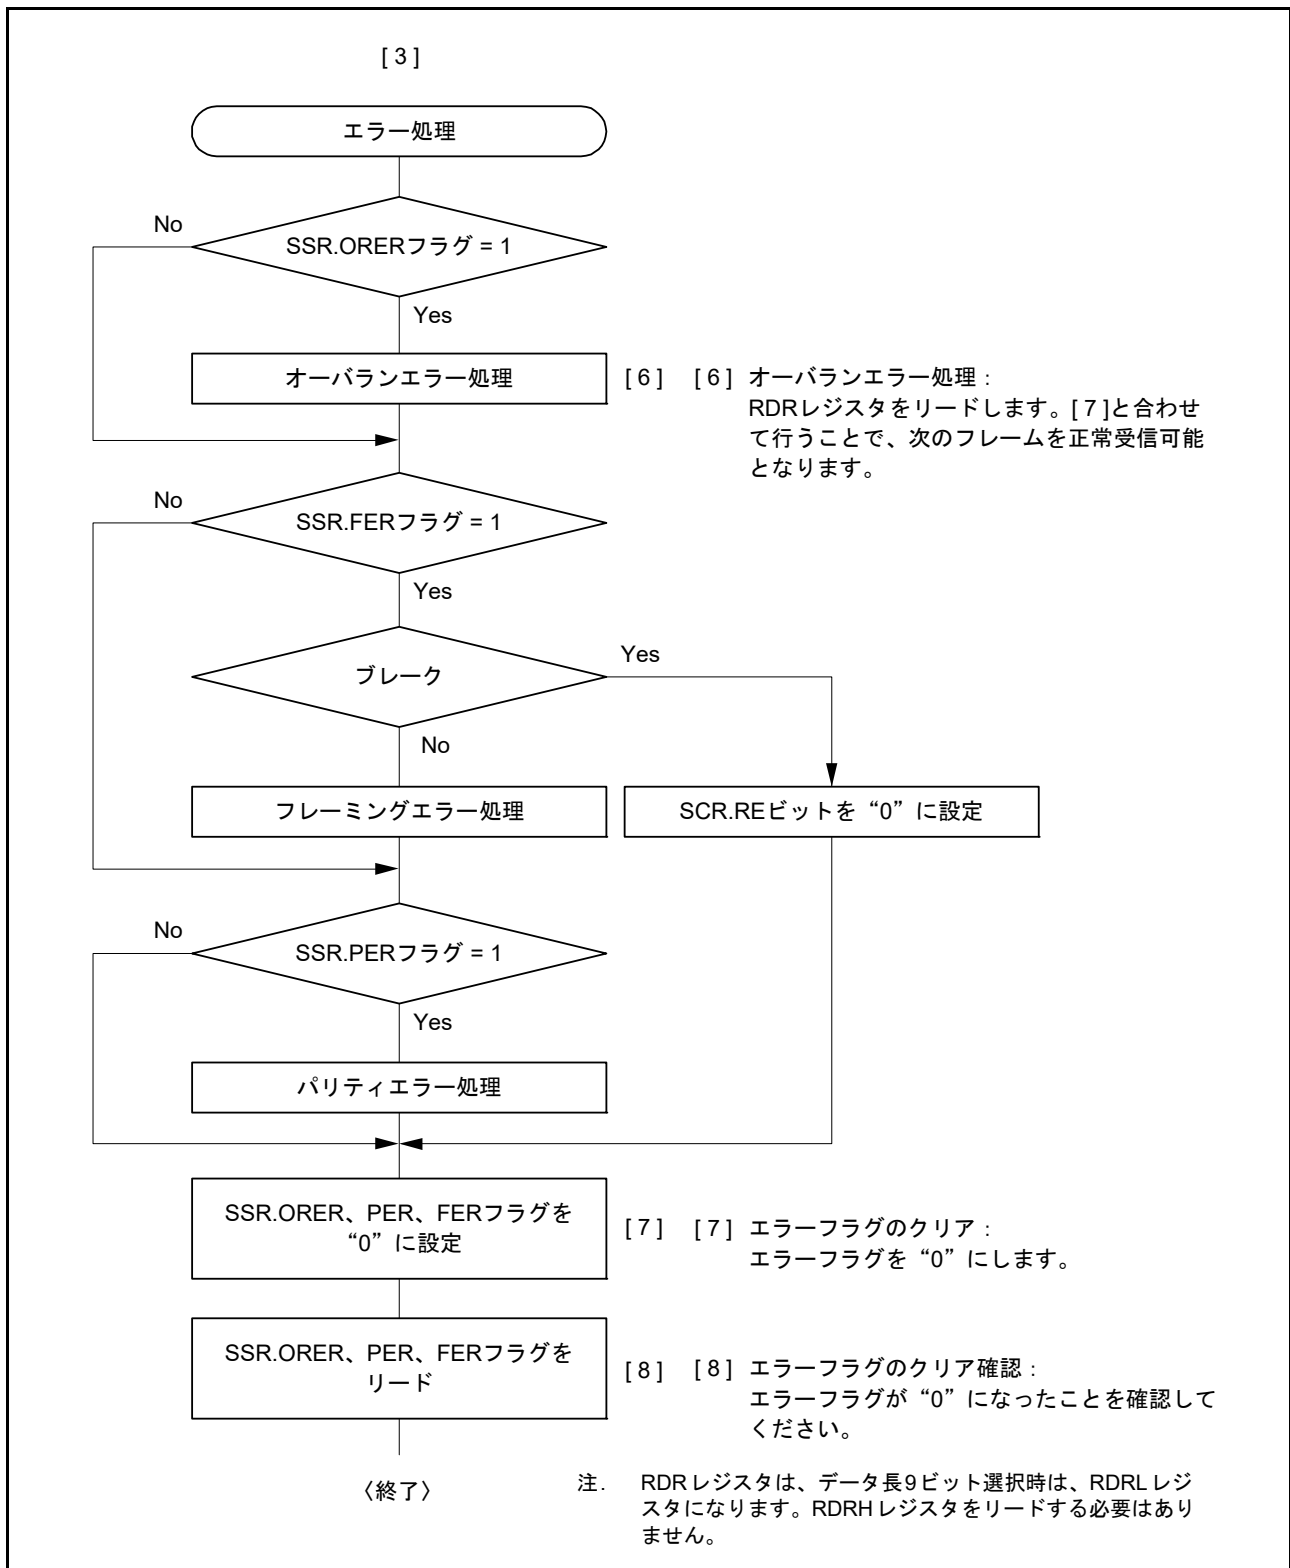 [ 3 ]
エラー処理
No
SSR.ORERフラグ = 1
Yes
オーバランエラー処理
[ 6 ]
[ 6 ] オーバランエラー処理：
RDRレジスタをリードします。[ 7 ]と合わせ
て行うことで、次のフレームを正常受信可能
となります。
No
SSR.FERフラグ = 1
Yes
ブレーク
Yes
No
フレーミングエラー処理
SCR.REビットを“0”に設定
No
SSR.PERフラグ = 1
Yes
パリティエラー処理
SSR.ORER、PER、FERフラグを
“0”に設定
[ 7 ]
[ 7 ] エラーフラグのクリア：
エラーフラグを“0”にします。
SSR.ORER、PER、FERフラグを
リード
[ 8 ]
[ 8 ] エラーフラグのクリア確認：
エラーフラグが“0”になったことを確認して
ください。
〈終了〉
注. RDRレジスタは、データ長9ビット選択時は、RDRLレジ
スタになります。RDRHレジスタをリードする必要はあり
ません。